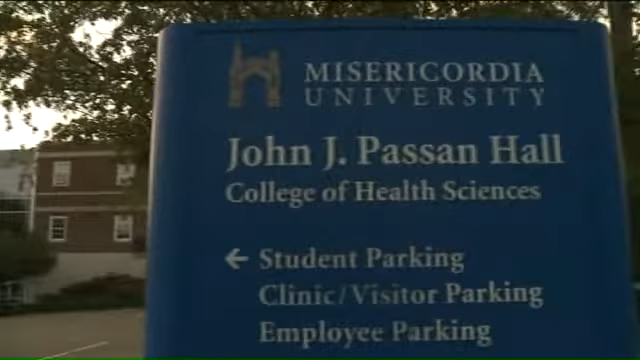 MISERICORDIA
UNIVERSITY
John J. Passan Hall
College of Health Sciences
← Student Parking
Clinic/Visitor Parking
Employee Parking